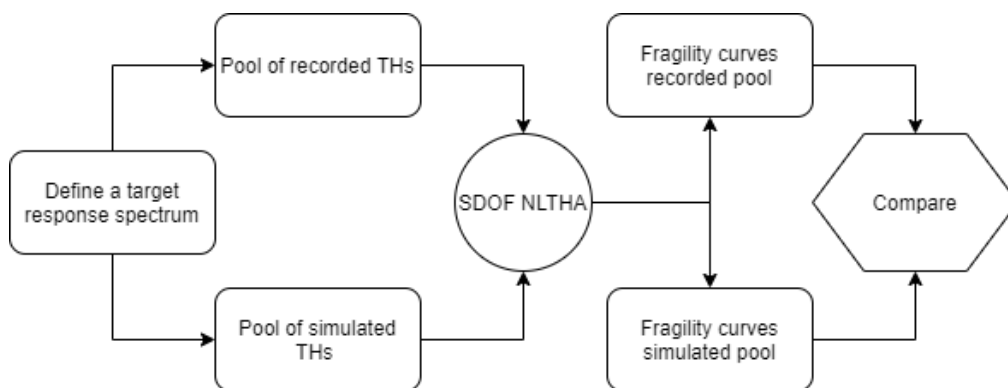 Pool of recorded THs
Fragility curves
recorded pool
Define a target
response spectrum
SDOF NLTHA
Compare
Pool of simulated
THs
Fragility curves
simulated pool